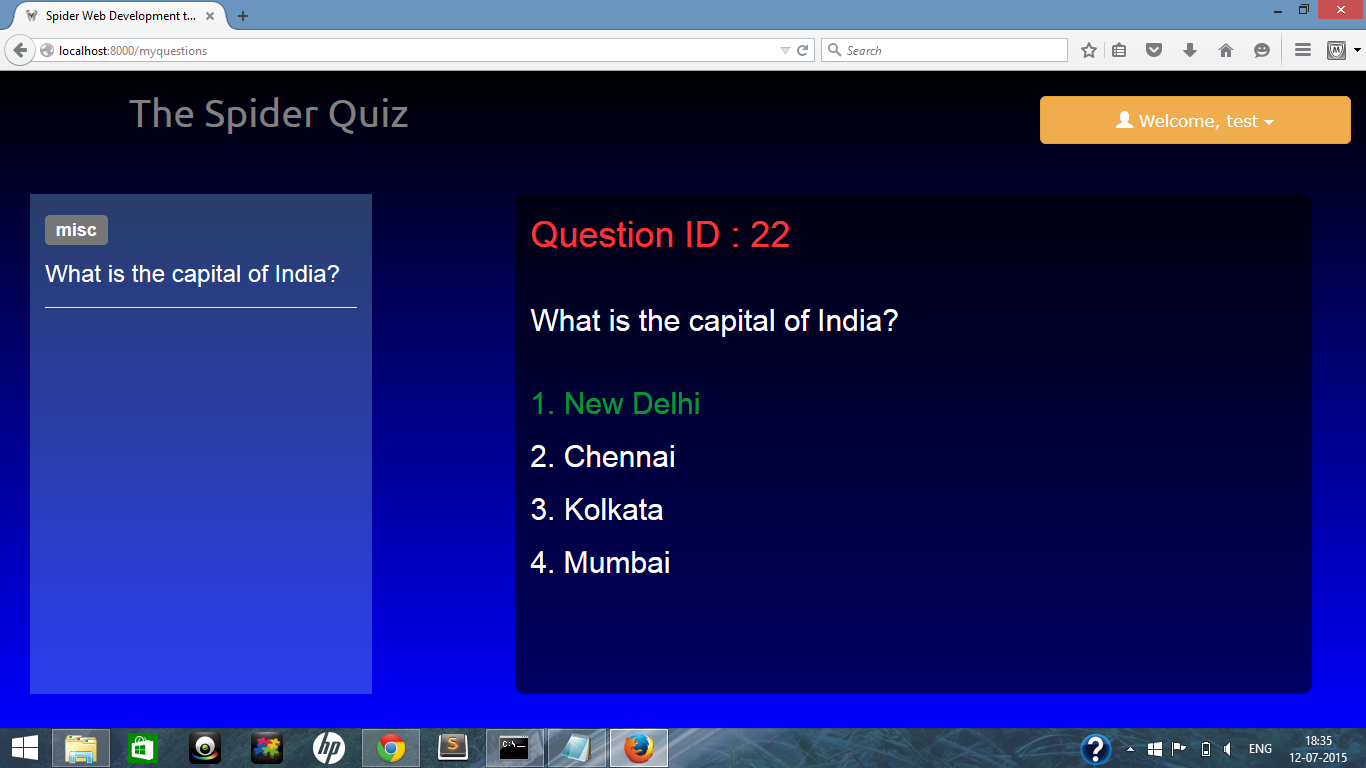 Spider Web Development t...
localhost:8000/myquestions
Search
The Spider Quiz
Welcome, test
misc
What is the capital of India?
Question ID : 22
What is the capital of India?
1. New Delhi
2. Chennai
3. Kolkata
4. Mumbai
hp
S
C:\
?
ENG
18:35
12-07-2015